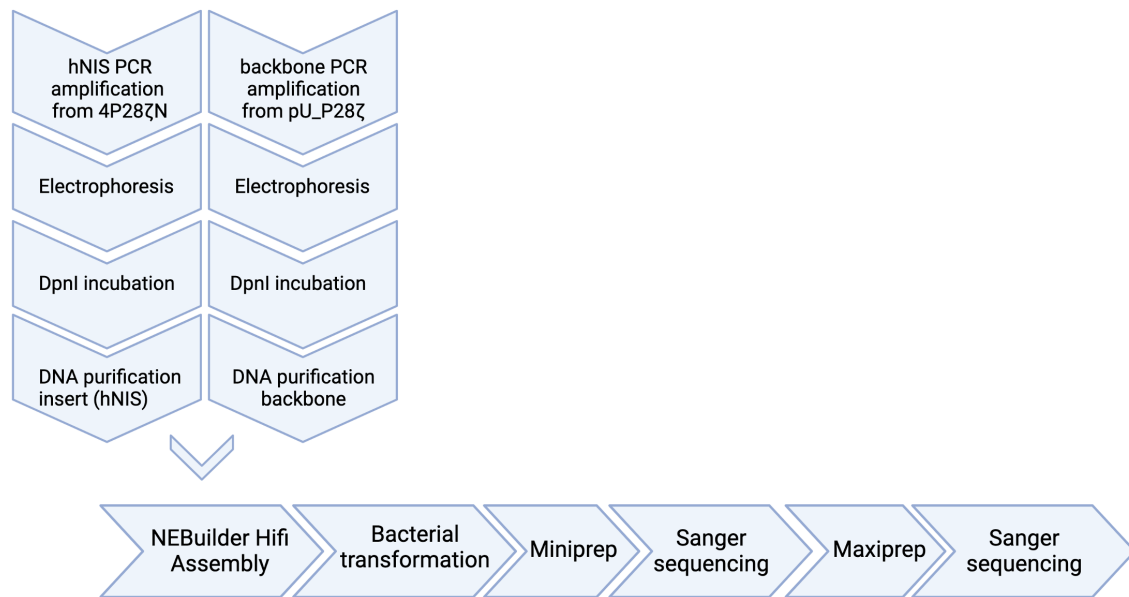 hNIS PCR
amplification
from 4P28ζN
backbone PCR
amplification
from pU_P28ζ
Electrophoresis
Electrophoresis
DpnI incubation
DpnI incubation
DNA purification
insert (hNIS)
DNA purification
backbone
NEBuilder Hifi
Assembly
Bacterial
transformation
Miniprep
Sanger
sequencing
Maxiprep
Sanger
sequencing